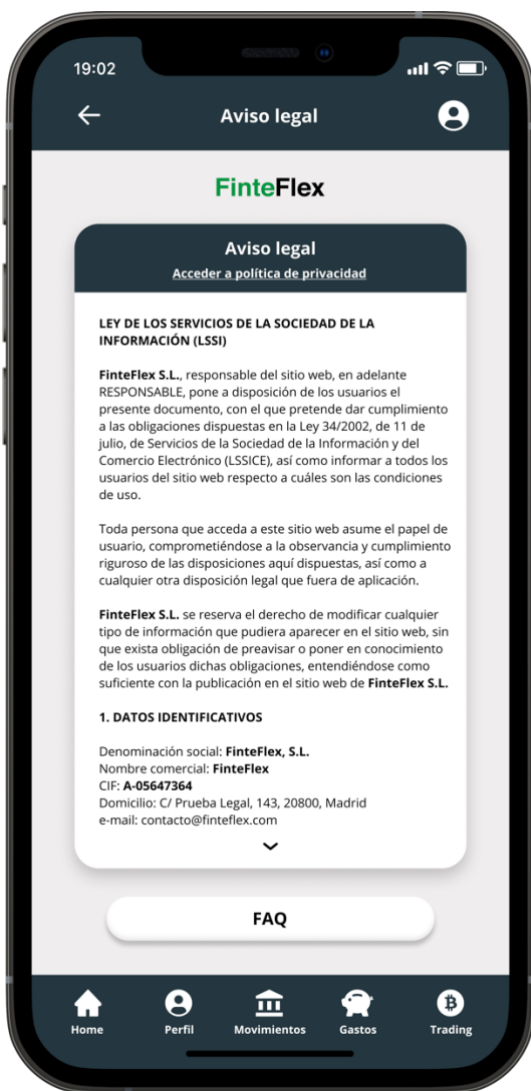 19:02
Aviso legal
FinteFlex
Aviso legal
Acceder a política de privacidad
LEY DE LOS SERVICIOS DE LA SOCIEDAD DE LA
INFORMACIÓN (LSSI)
FinteFlex S.L., responsable del sitio web, en adelante
RESPONSABLE, pone a disposición de los usuarios el
presente documento, con el que pretende dar cumplimiento
a las obligaciones dispuestas en la Ley 34/2002, de 11 de
julio, de Servicios de la Sociedad de la Información y del
Comercio Electrónico (LSSICE), así como informar a todos los
usuarios del sitio web respecto a cuáles son las condiciones
de uso.
Toda persona que acceda a este sitio web asume el papel de
usuario, comprometiéndose a la observancia y cumplimiento
riguroso de las disposiciones aquí dispuestas, así como a
cualquier otra disposición legal que fuera de aplicación.
FinteFlex S.L. se reserva el derecho de modificar cualquier
tipo de información que pudiera aparecer en el sitio web, sin
que exista obligación de preavisar o poner en conocimiento
de los usuarios dichas obligaciones, entendiéndose como
suficiente con la publicación en el sitio web de FinteFlex S.L.
1. DATOS IDENTIFICATIVOS
Denominación social: FinteFlex, S.L.
Nombre comercial: FinteFlex
CIF: A-05647364
Domicilio: C/ Prueba Legal, 143, 20800, Madrid
e-mail: contacto@finteflex.com
FAQ
Home Perfil Movimientos Gastos Trading